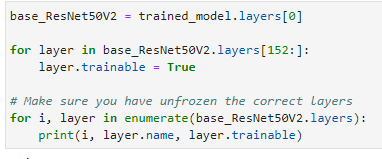 base_ResNet50V2 = trained_model.layers[0]
for layer in base_ResNet50V2.layers[152:]:
    layer.trainable = True
# Make sure you have unfrozen the correct layers
for i, layer in enumerate(base_ResNet50V2.layers):
    print(i, layer.name, layer.trainable)